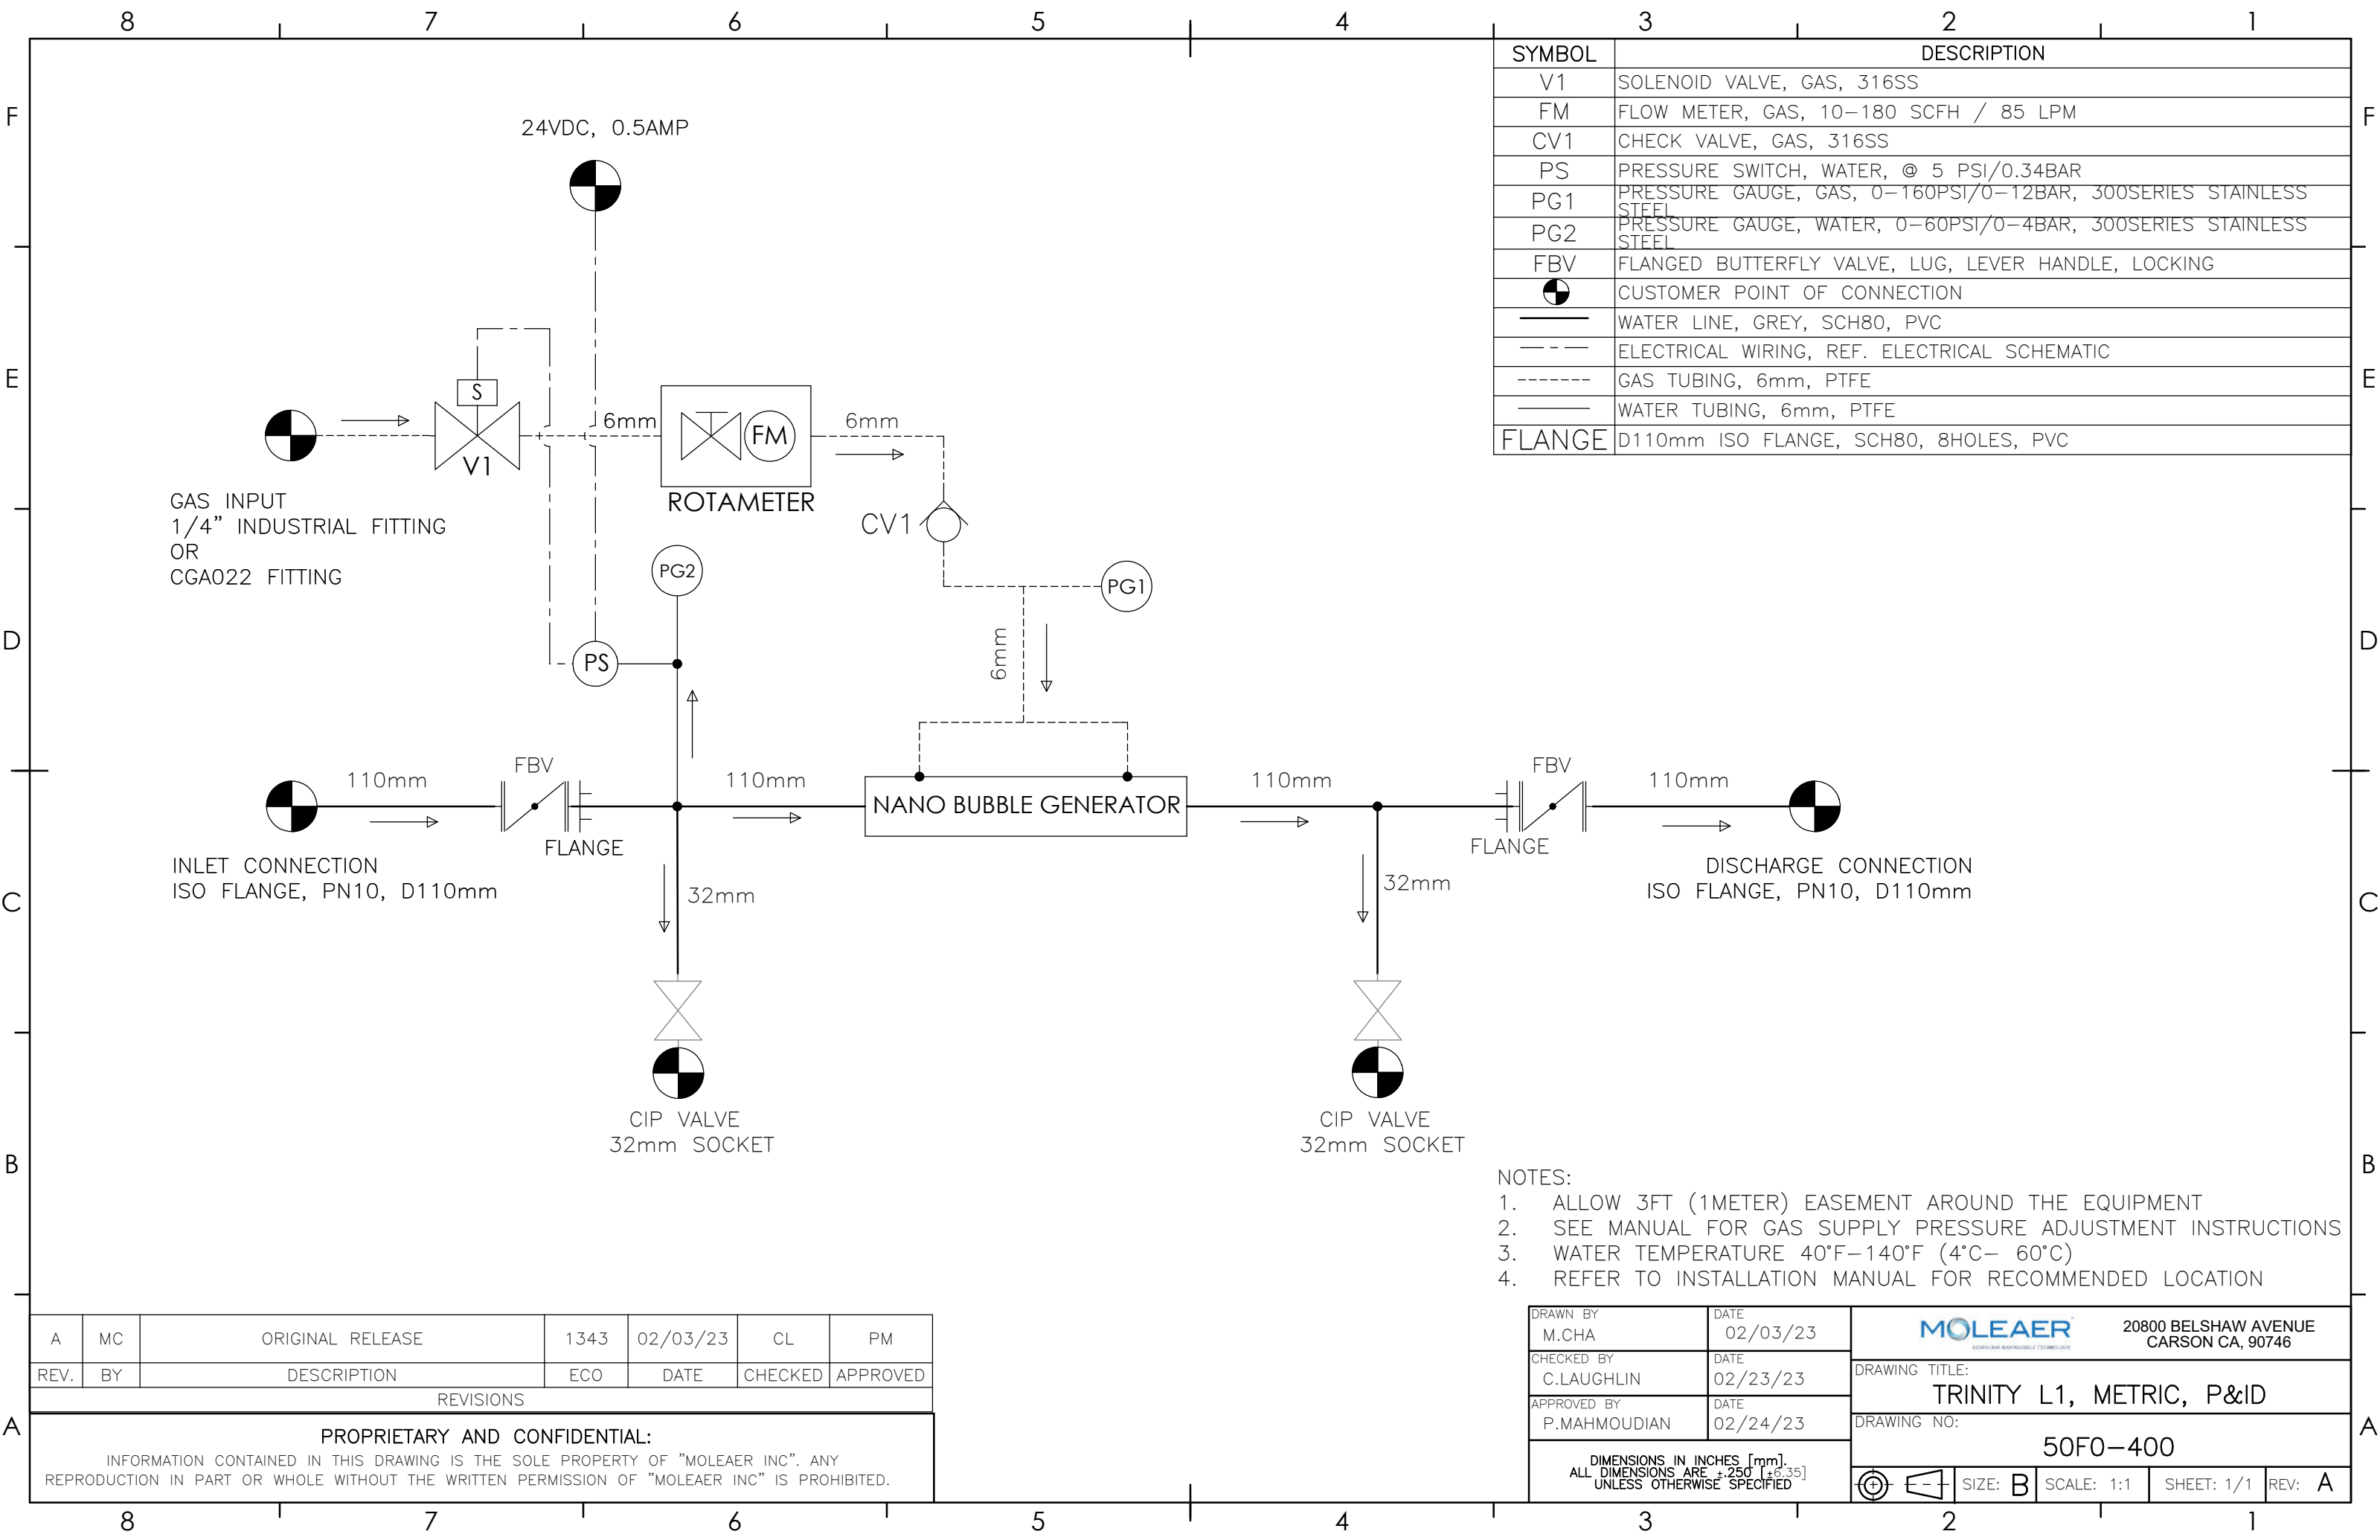 8 7 6 5 4 3 2 1
F
E
D
C
B
A
F
E
D
C
B
A
SYMBOL DESCRIPTION
V1 SOLENOID VALVE, GAS, 316SS
FM FLOW METER, GAS, 10-180 SCFH / 85 LPM
CV1 CHECK VALVE, GAS, 316SS
PS PRESSURE SWITCH, WATER, @ 5 PSI/0.34BAR
PG1 PRESSURE GAUGE, GAS, 0-160PSI/0-12BAR, 300SERIES STAINLESS
STEEL
PG2 PRESSURE GAUGE, WATER, 0-60PSI/0-4BAR, 300SERIES STAINLESS
STEEL
FBV FLANGED BUTTERFLY VALVE, LUG, LEVER HANDLE, LOCKING
CUSTOMER POINT OF CONNECTION
WATER LINE, GREY, SCH80, PVC
ELECTRICAL WIRING, REF. ELECTRICAL SCHEMATIC
GAS TUBING, 6mm, PTFE
WATER TUBING, 6mm, PTFE
FLANGE D110mm ISO FLANGE, SCH80, 8HOLES, PVC
24VDC, 0.5AMP
S
V1
6mm
FM
ROTAMETER
6mm
GAS INPUT
1/4" INDUSTRIAL FITTING
OR
CGA022 FITTING
CV1
PG2
PG1
PS
6mm
110mm
FBV
FLANGE
110mm
NANO BUBBLE GENERATOR
110mm
FBV
FLANGE
110mm
INLET CONNECTION
ISO FLANGE, PN10, D110mm
32mm
32mm
DISCHARGE CONNECTION
ISO FLANGE, PN10, D110mm
CIP VALVE
32mm SOCKET
CIP VALVE
32mm SOCKET
NOTES:
1. ALLOW 3FT (1METER) EASEMENT AROUND THE EQUIPMENT
2. SEE MANUAL FOR GAS SUPPLY PRESSURE ADJUSTMENT INSTRUCTIONS
3. WATER TEMPERATURE 40°F-140°F (4°C- 60°C)
4. REFER TO INSTALLATION MANUAL FOR RECOMMENDED LOCATION
A MC ORIGINAL RELEASE 1343 02/03/23 CL PM
REV. BY DESCRIPTION ECO DATE CHECKED APPROVED
REVISIONS
PROPRIETARY AND CONFIDENTIAL:
INFORMATION CONTAINED IN THIS DRAWING IS THE SOLE PROPERTY OF "MOLEAER INC". ANY
REPRODUCTION IN PART OR WHOLE WITHOUT THE WRITTEN PERMISSION OF "MOLEAER INC" IS PROHIBITED.
DRAWN BY DATE
M.CHA 02/03/23
CHECKED BY DATE
C.LAUGHLIN 02/23/23
APPROVED BY DATE
P.MAHMOUDIAN 02/24/23
DIMENSIONS IN INCHES [mm].
ALL DIMENSIONS ARE ±.250 [±6.35]
UNLESS OTHERWISE SPECIFIED
MOLEAER
ADVANCING NANOBUBBLE TECHNOLOGY
20800 BELSHAW AVENUE
CARSON CA, 90746
DRAWING TITLE:
TRINITY L1, METRIC, P&ID
DRAWING NO:
50F0-400
SIZE: B SCALE: 1:1 SHEET: 1/1 REV: A
8 7 6 5 4 3 2 1